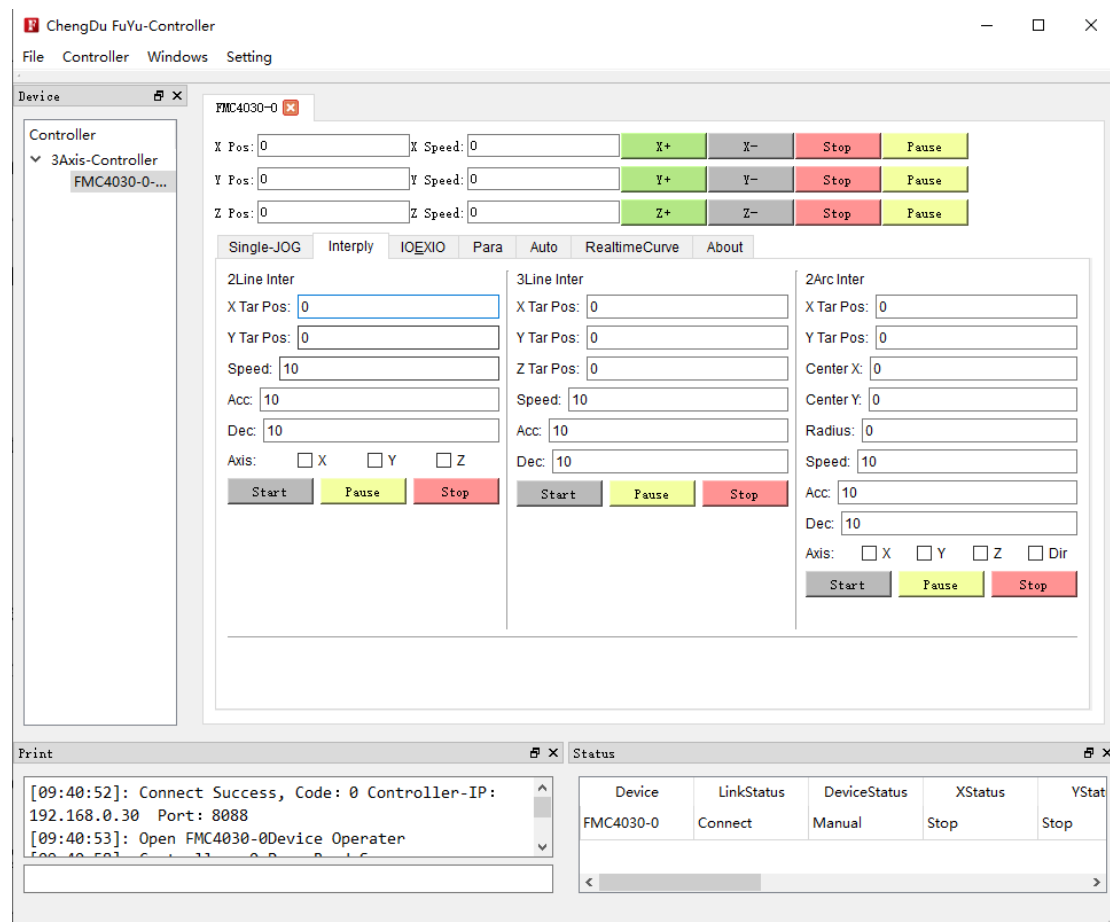 ChengDu FuYu-Controller
File Controller Windows Setting
Device
Controller
3Axis-Controller
FMC4030-0-...
FMC4030-0
X Pos: 0 X Speed: 0 X+ X- Stop Pause
Y Pos: 0 Y Speed: 0 Y+ Y- Stop Pause
Z Pos: 0 Z Speed: 0 Z+ Z- Stop Pause
Single-JOG Interply IOEXIO Para Auto RealtimeCurve About
2Line Inter
X Tar Pos: 0
Y Tar Pos: 0
Speed: 10
Acc: 10
Dec: 10
Axis: X Y Z
Start Pause Stop
3Line Inter
X Tar Pos: 0
Y Tar Pos: 0
Z Tar Pos: 0
Speed: 10
Acc: 10
Dec: 10
Start Pause Stop
2Arc Inter
X Tar Pos: 0
Y Tar Pos: 0
Center X: 0
Center Y: 0
Radius: 0
Speed: 10
Acc: 10
Dec: 10
Axis: X Y Z Dir
Start Pause Stop
Print
[09:40:52]: Connect Success, Code: 0 Controller-IP:
192.168.0.30 Port: 8088
[09:40:53]: Open FMC4030-0Device Operater
Status
Device LinkStatus DeviceStatus XStatus YStat
FMC4030-0 Connect Manual Stop Stop